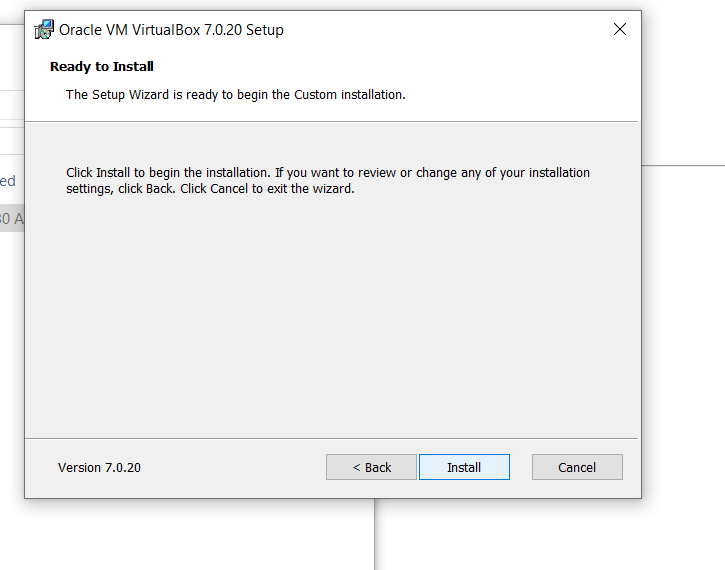 Oracle VM VirtualBox 7.0.20 Setup
Ready to Install
The Setup Wizard is ready to begin the Custom installation.
Click Install to begin the installation. If you want to review or change any of your installation
settings, click Back. Click Cancel to exit the wizard.
ed
30 A
Version 7.0.20
< Back
Install
Cancel